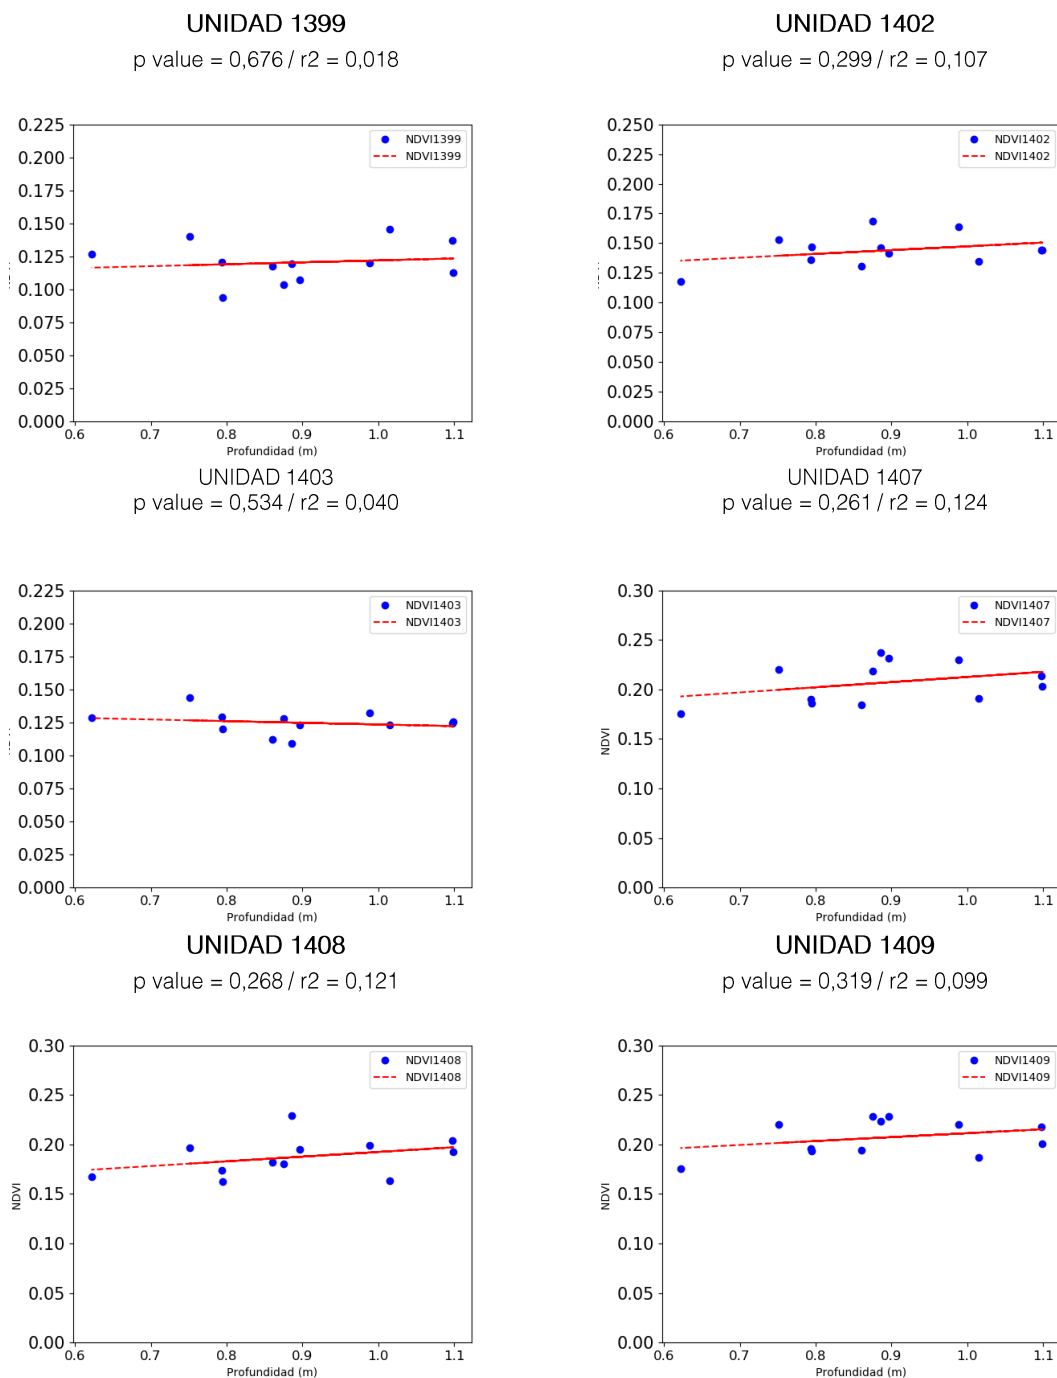 UNIDAD 1399
p value = 0,676 / r2 = 0,018
0.225
0.200
0.175
0.150
0.125
0.100
0.075
0.050
0.025
0.000
NDVI1399
NDVI1399
0.6 0.7 0.8 0.9 1.0 1.1
Profundidad (m)
UNIDAD 1402
p value = 0,299 / r2 = 0,107
0.250
0.225
0.200
0.175
0.150
0.125
0.100
0.075
0.050
0.025
0.000
NDVI1402
NDVI1402
0.6 0.7 0.8 0.9 1.0 1.1
Profundidad (m)
UNIDAD 1403
p value = 0,534 / r2 = 0,040
0.225
0.200
0.175
0.150
0.125
0.100
0.075
0.050
0.025
0.000
NDVI1403
NDVI1403
0.6 0.7 0.8 0.9 1.0 1.1
Profundidad (m)
UNIDAD 1407
p value = 0,261 / r2 = 0,124
0.30
0.25
0.20
0.15
0.10
0.05
0.00
NDVI
NDVI1407
NDVI1407
0.6 0.7 0.8 0.9 1.0 1.1
Profundidad (m)
UNIDAD 1408
p value = 0,268 / r2 = 0,121
0.30
0.25
0.20
0.15
0.10
0.05
0.00
NDVI
NDVI1408
NDVI1408
0.6 0.7 0.8 0.9 1.0 1.1
Profundidad (m)
UNIDAD 1409
p value = 0,319 / r2 = 0,099
0.30
0.25
0.20
0.15
0.10
0.05
0.00
NDVI
NDVI1409
NDVI1409
0.6 0.7 0.8 0.9 1.0 1.1
Profundidad (m)